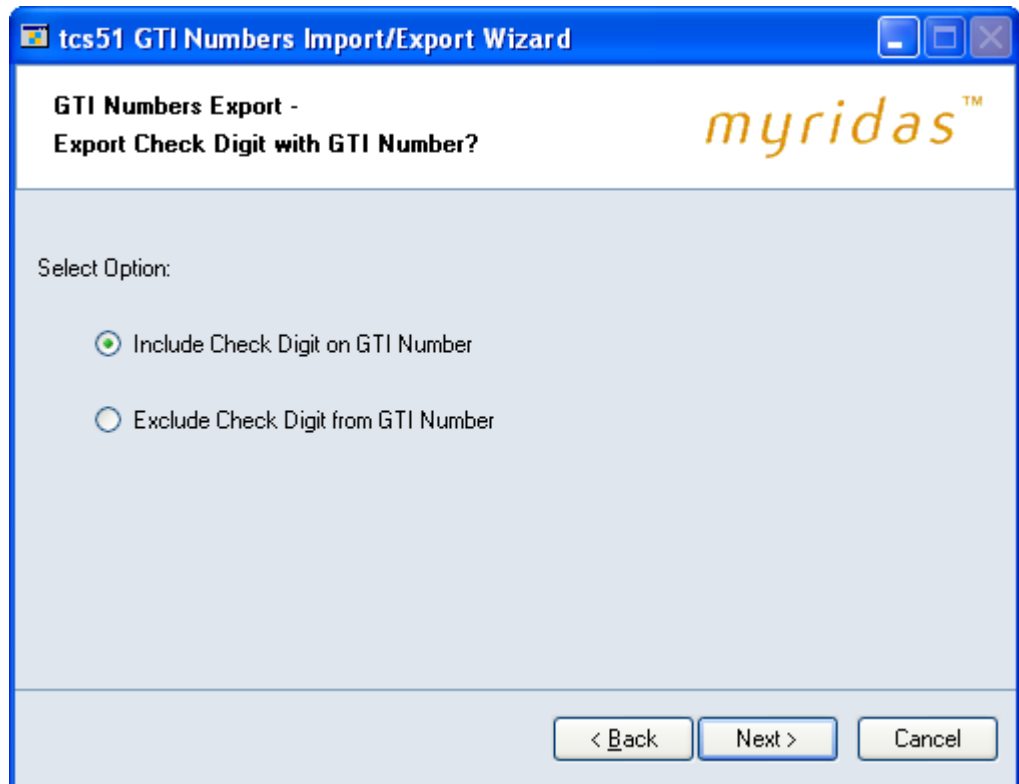 tcs51 GTI Numbers Import/Export Wizard
GTI Numbers Export -
Export Check Digit with GTI Number?
myridas™
Select Option:
Include Check Digit on GTI Number
Exclude Check Digit from GTI Number
< Back
Next >
Cancel